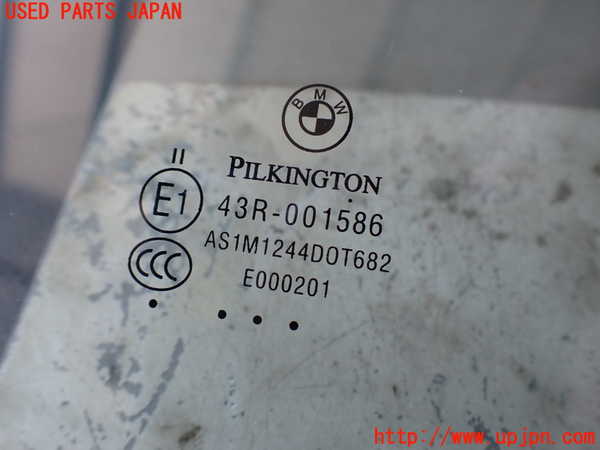 USED PARTS JAPAN
BMW
PILKINGTON
II
E1
43R-001586
AS1M1244DOT682
CCC
E000201
http://www.upjpn.com/